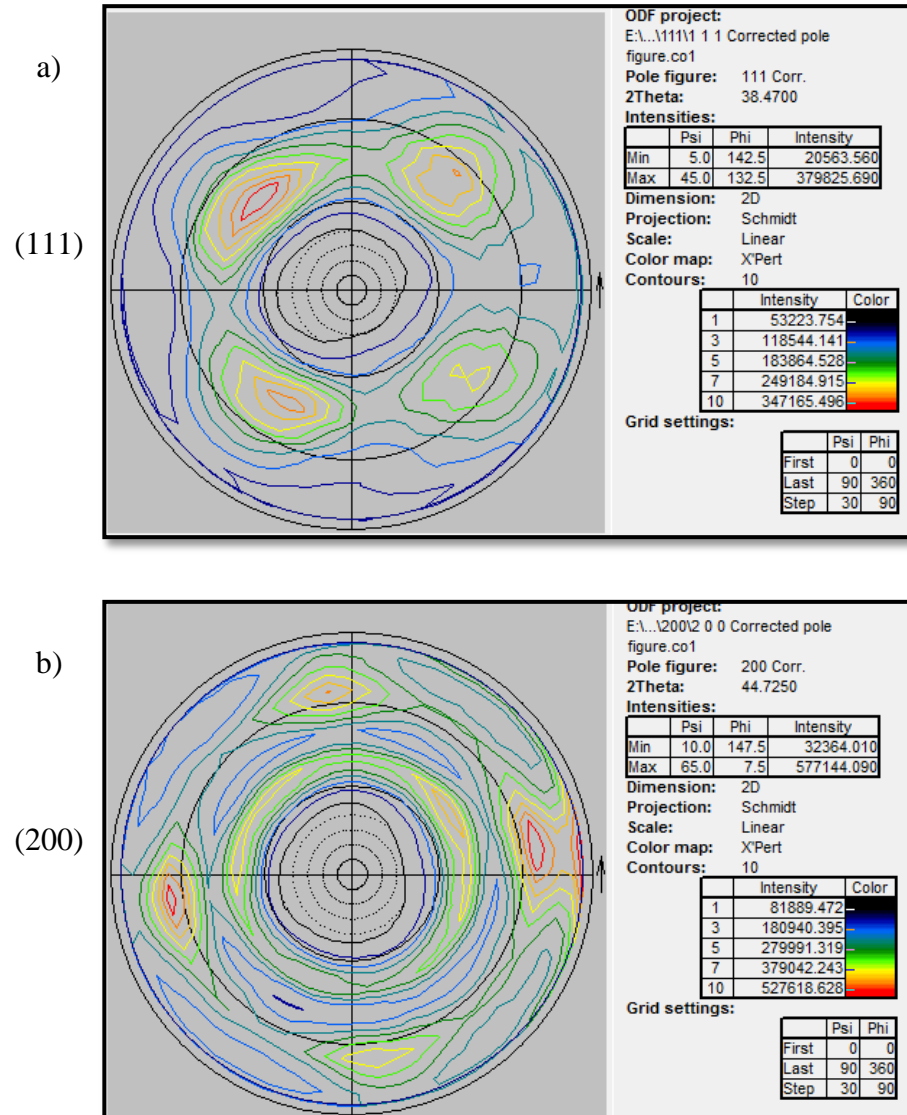 a)
(111)
ODF project:
E:\...\111\1 1 1 Corrected pole
figure.co1
Pole figure: 111 Corr.
2Theta: 38.4700
Intensities:
Psi Phi Intensity
Min 5.0 142.5 20563.560
Max 45.0 132.5 379825.690
Dimension: 2D
Projection: Schmidt
Scale: Linear
Color map: X'Pert
Contours: 10
Intensity Color
1 53223.754
3 118544.141
5 183864.528
7 249184.915
10 347165.496
Grid settings:
Psi Phi
First 0 0
Last 90 360
Step 30 90
b)
(200)
ODF project:
E:\...\200\2 0 0 Corrected pole
figure.co1
Pole figure: 200 Corr.
2Theta: 44.7250
Intensities:
Psi Phi Intensity
Min 10.0 147.5 32364.010
Max 65.0 7.5 577144.090
Dimension: 2D
Projection: Schmidt
Scale: Linear
Color map: X'Pert
Contours: 10
Intensity Color
1 81889.472
3 180940.395
5 279991.319
7 379042.243
10 527618.628
Grid settings:
Psi Phi
First 0 0
Last 90 360
Step 30 90